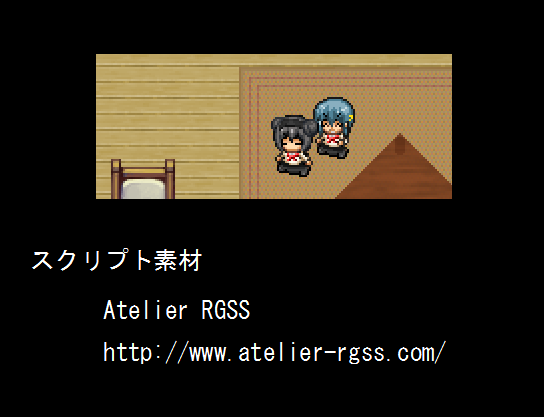 スクリプト素材
Atelier RGSS
http://www.atelier-rgss.com/